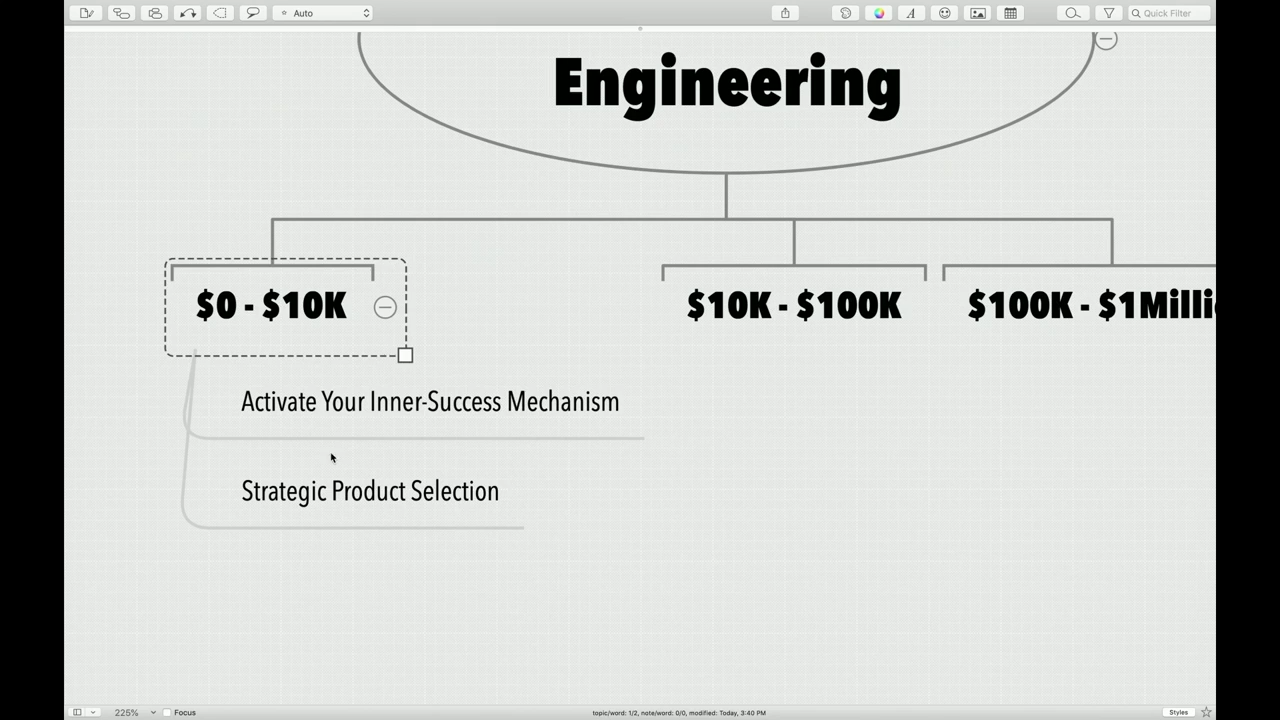 Auto
Quick Filter
Engineering
$0 - $10K
$10K - $100K
$100K - $1Milli
Activate Your Inner-Success Mechanism
Strategic Product Selection
225%
Focus
topic/word: 1/2, note/word: 0/0, modified: Today, 3:40 PM
Styles